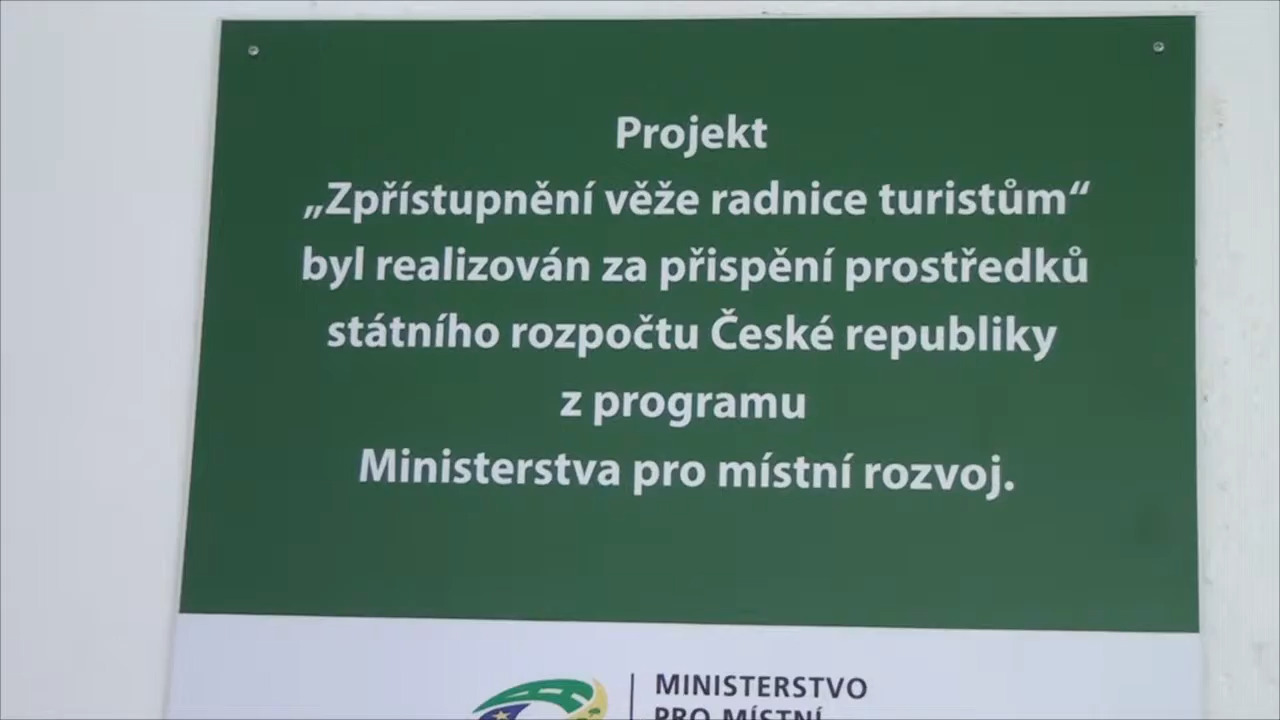 Projekt
„Zpřístupnění věže radnice turistům“
byl realizován za přispění prostředků
státního rozpočtu České republiky
z programu
Ministerstva pro místní rozvoj.
MINISTERSTVO
PRO MÍSTNÍ